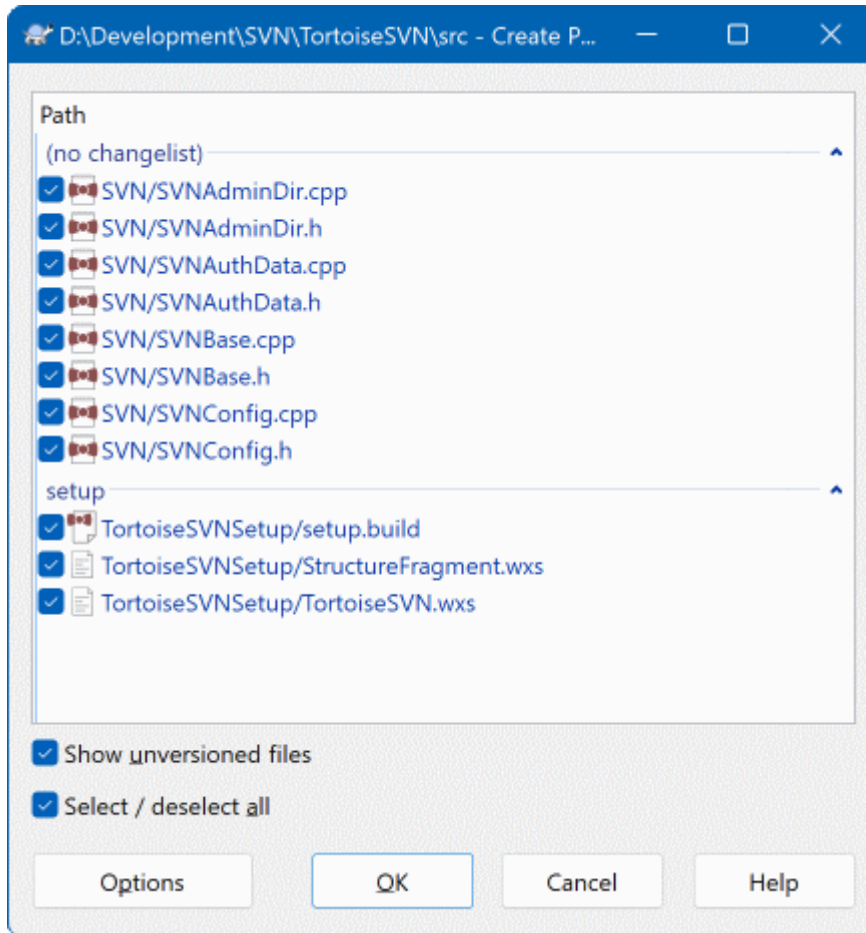 D:\Development\SVN\TortoiseSVN\src - Create P...
Path
(no changelist)
SVN/SVNAdminDir.cpp
SVN/SVNAdminDir.h
SVN/SVNAuthData.cpp
SVN/SVNAuthData.h
SVN/SVNBase.cpp
SVN/SVNBase.h
SVN/SVNConfig.cpp
SVN/SVNConfig.h
setup
TortoiseSVNSetup/setup.build
TortoiseSVNSetup/StructureFragment.wxs
TortoiseSVNSetup/TortoiseSVN.wxs
Show unversioned files
Select / deselect all
Options OK Cancel Help